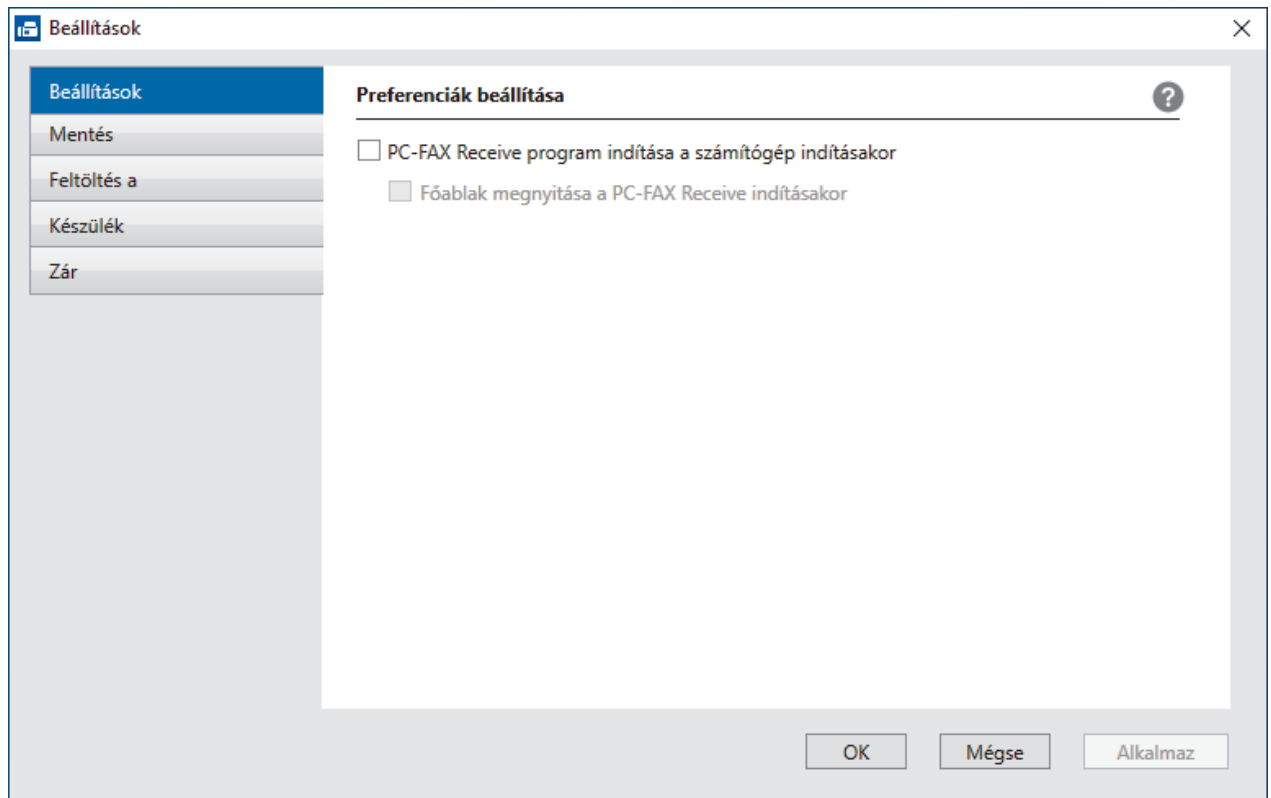 Beállítások
Beállítások
Mentés
Feltöltés a
Készülék
Zár
Preferenciák beállítása
?
PC-FAX Receive program indítása a számítógép indításakor
Főablak megnyitása a PC-FAX Receive indításakor
OK
Mégse
Alkalmaz